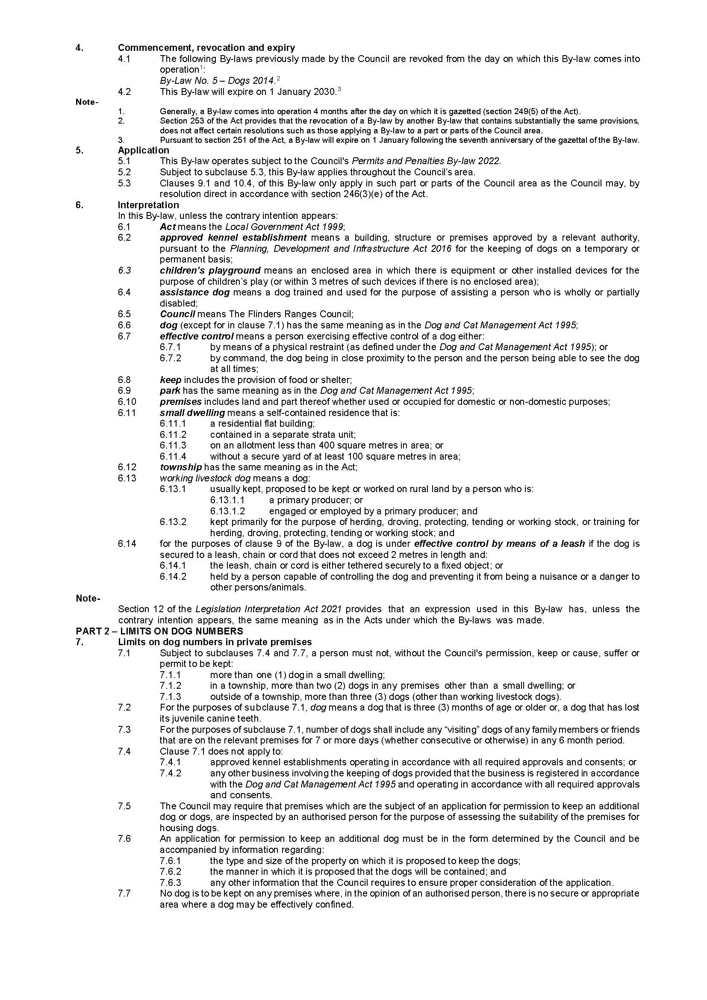 4. Commencement, revocation and expiry
4.1 The following By-laws previously made by the Council are revoked from the day on which this By-law comes into
operation¹:
By-Law No. 5 – Dogs 2014.²
4.2 This By-law will expire on 1 January 2030.³
Note-
1. Generally, a By-law comes into operation 4 months after the day on which it is gazetted (section 249(5) of the Act).
2. Section 253 of the Act provides that the revocation of a By-law by another By-law that contains substantially the same provisions,
does not affect certain resolutions such as those applying a By-law to a part or parts of the Council area.
3. Pursuant to section 251 of the Act, a By-law will expire on 1 January following the seventh anniversary of the gazettal of the By-law.
5. Application
5.1 This By-law operates subject to the Council's Permits and Penalties By-law 2022.
5.2 Subject to subclause 5.3, this By-law applies throughout the Council’s area.
5.3 Clauses 9.1 and 10.4, of this By-law only apply in such part or parts of the Council area as the Council may, by
resolution direct in accordance with section 246(3)(e) of the Act.
6. Interpretation
In this By-law, unless the contrary intention appears:
6.1 Act means the Local Government Act 1999;
6.2 approved kennel establishment means a building, structure or premises approved by a relevant authority,
pursuant to the Planning, Development and Infrastructure Act 2016 for the keeping of dogs on a temporary or
permanent basis;
6.3 children’s playground means an enclosed area in which there is equipment or other installed devices for the
purpose of children’s play (or within 3 metres of such devices if there is no enclosed area);
6.4 assistance dog means a dog trained and used for the purpose of assisting a person who is wholly or partially
disabled;
6.5 Council means The Flinders Ranges Council;
6.6 dog (except for in clause 7.1) has the same meaning as in the Dog and Cat Management Act 1995;
6.7 effective control means a person exercising effective control of a dog either:
6.7.1 by means of a physical restraint (as defined under the Dog and Cat Management Act 1995); or
6.7.2 by command, the dog being in close proximity to the person and the person being able to see the dog
at all times;
6.8 keep includes the provision of food or shelter;
6.9 park has the same meaning as in the Dog and Cat Management Act 1995;
6.10 premises includes land and part thereof whether used or occupied for domestic or non-domestic purposes;
6.11 small dwelling means a self-contained residence that is:
6.11.1 a residential flat building;
6.11.2 contained in a separate strata unit;
6.11.3 on an allotment less than 400 square metres in area; or
6.11.4 without a secure yard of at least 100 square metres in area;
6.12 township has the same meaning as in the Act;
6.13 working livestock dog means a dog:
6.13.1 usually kept, proposed to be kept or worked on rural land by a person who is:
6.13.1.1 a primary producer; or
6.13.1.2 engaged or employed by a primary producer; and
6.13.2 kept primarily for the purpose of herding, droving, protecting, tending or working stock, or training for
herding, droving, protecting, tending or working stock; and
6.14 for the purposes of clause 9 of the By-law, a dog is under effective control by means of a leash if the dog is
secured to a leash, chain or cord that does not exceed 2 metres in length and:
6.14.1 the leash, chain or cord is either tethered securely to a fixed object; or
6.14.2 held by a person capable of controlling the dog and preventing it from being a nuisance or a danger to
other persons/animals.
Note-
Section 12 of the Legislation Interpretation Act 2021 provides that an expression used in this By-law has, unless the
contrary intention appears, the same meaning as in the Acts under which the By-laws was made.
PART 2 – LIMITS ON DOG NUMBERS
7. Limits on dog numbers in private premises
7.1 Subject to subclauses 7.4 and 7.7, a person must not, without the Council's permission, keep or cause, suffer or
permit to be kept:
7.1.1 more than one (1) dog in a small dwelling;
7.1.2 in a township, more than two (2) dogs in any premises other than a small dwelling; or
7.1.3 outside of a township, more than three (3) dogs (other than working livestock dogs).
7.2 For the purposes of subclause 7.1, dog means a dog that is three (3) months of age or older or, a dog that has lost
its juvenile canine teeth.
7.3 For the purposes of subclause 7.1, number of dogs shall include any “visiting” dogs of any family members or friends
that are on the relevant premises for 7 or more days (whether consecutive or otherwise) in any 6 month period.
7.4 Clause 7.1 does not apply to:
7.4.1 approved kennel establishments operating in accordance with all required approvals and consents; or
7.4.2 any other business involving the keeping of dogs provided that the business is registered in accordance
with the Dog and Cat Management Act 1995 and operating in accordance with all required approvals
and consents.
7.5 The Council may require that premises which are the subject of an application for permission to keep an additional
dog or dogs, are inspected by an authorised person for the purpose of assessing the suitability of the premises for
housing dogs.
7.6 An application for permission to keep an additional dog must be in the form determined by the Council and be
accompanied by information regarding:
7.6.1 the type and size of the property on which it is proposed to keep the dogs;
7.6.2 the manner in which it is proposed that the dogs will be contained; and
7.6.3 any other information that the Council requires to ensure proper consideration of the application.
7.7 No dog is to be kept on any premises where, in the opinion of an authorised person, there is no secure or appropriate
area where a dog may be effectively confined.